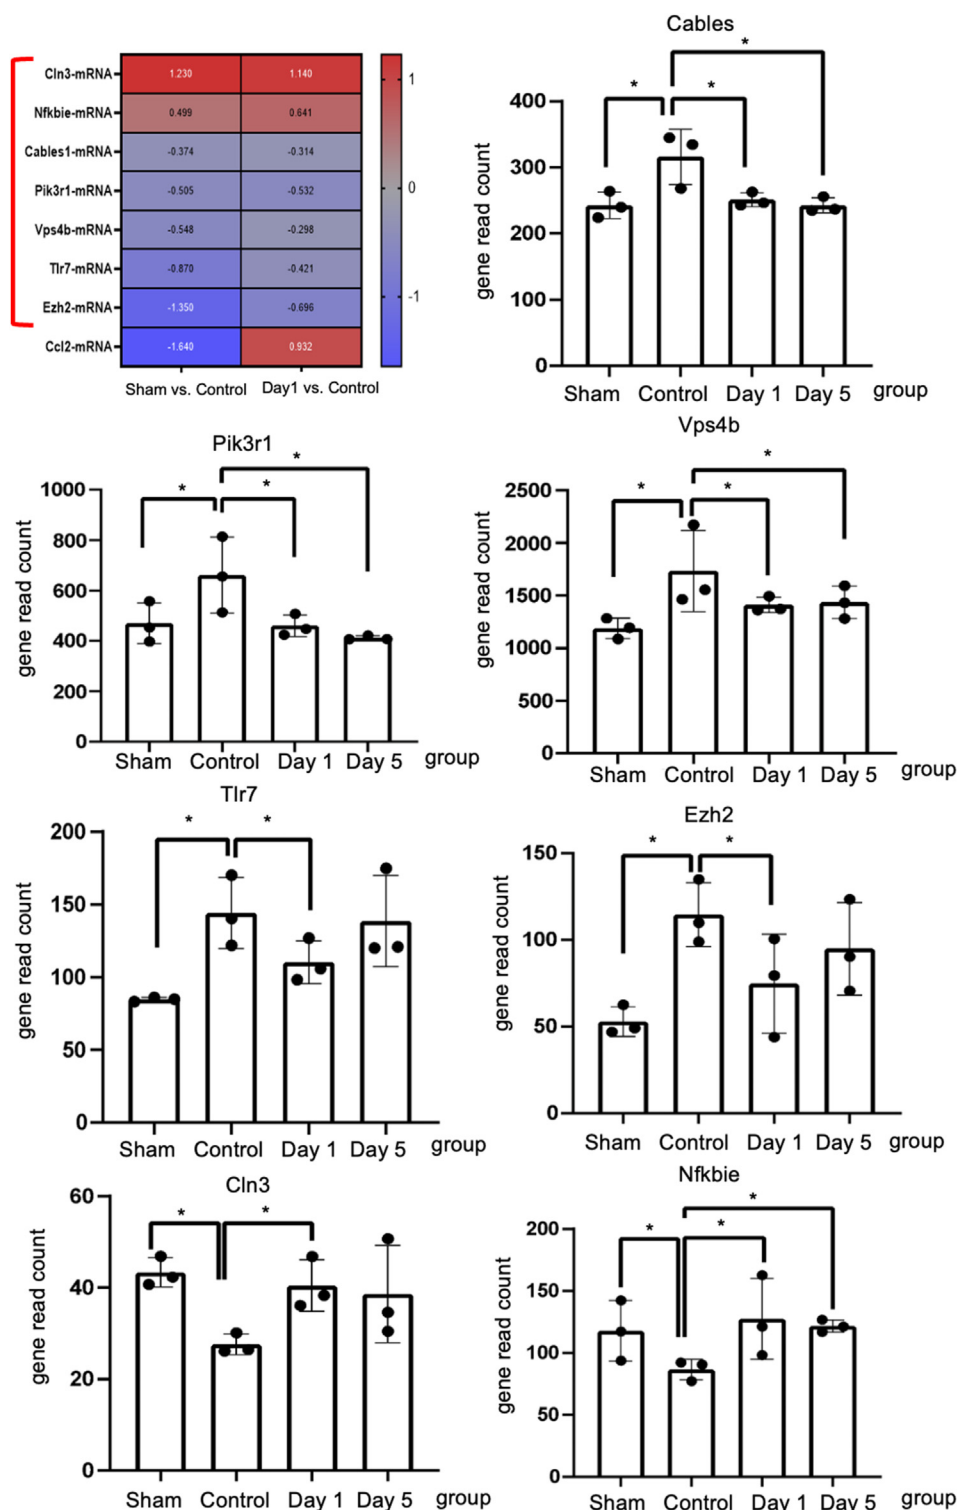 Cln3-mRNA 1.230 1.140 1
Nfkbie-mRNA 0.499 0.641
Cables1-mRNA -0.374 -0.314
Pik3r1-mRNA -0.505 -0.532 0
Vps4b-mRNA -0.548 -0.298
Tlr7-mRNA -0.870 -0.421
Ezh2-mRNA -1.350 -0.696 -1
Ccl2-mRNA -1.640 0.932
Sham vs. Control Day1 vs. Control
Cables
* * *
gene read count
400
300
200
100
0
Sham Control Day 1 Day 5 group
Pik3r1
* * *
gene read count
1000
800
600
400
200
0
Sham Control Day 1 Day 5 group
Vps4b
* * *
gene read count
2500
2000
1500
1000
500
0
Sham Control Day 1 Day 5 group
Tlr7
* *
gene read count
200
150
100
50
0
Sham Control Day 1 Day 5 group
Ezh2
* *
gene read count
150
100
50
0
Sham Control Day 1 Day 5 group
Cln3
* *
gene read count
60
40
20
0
Sham Control Day 1 Day 5 group
Nfkbie
* * *
gene read count
200
150
100
50
0
Sham Control Day 1 Day 5 group